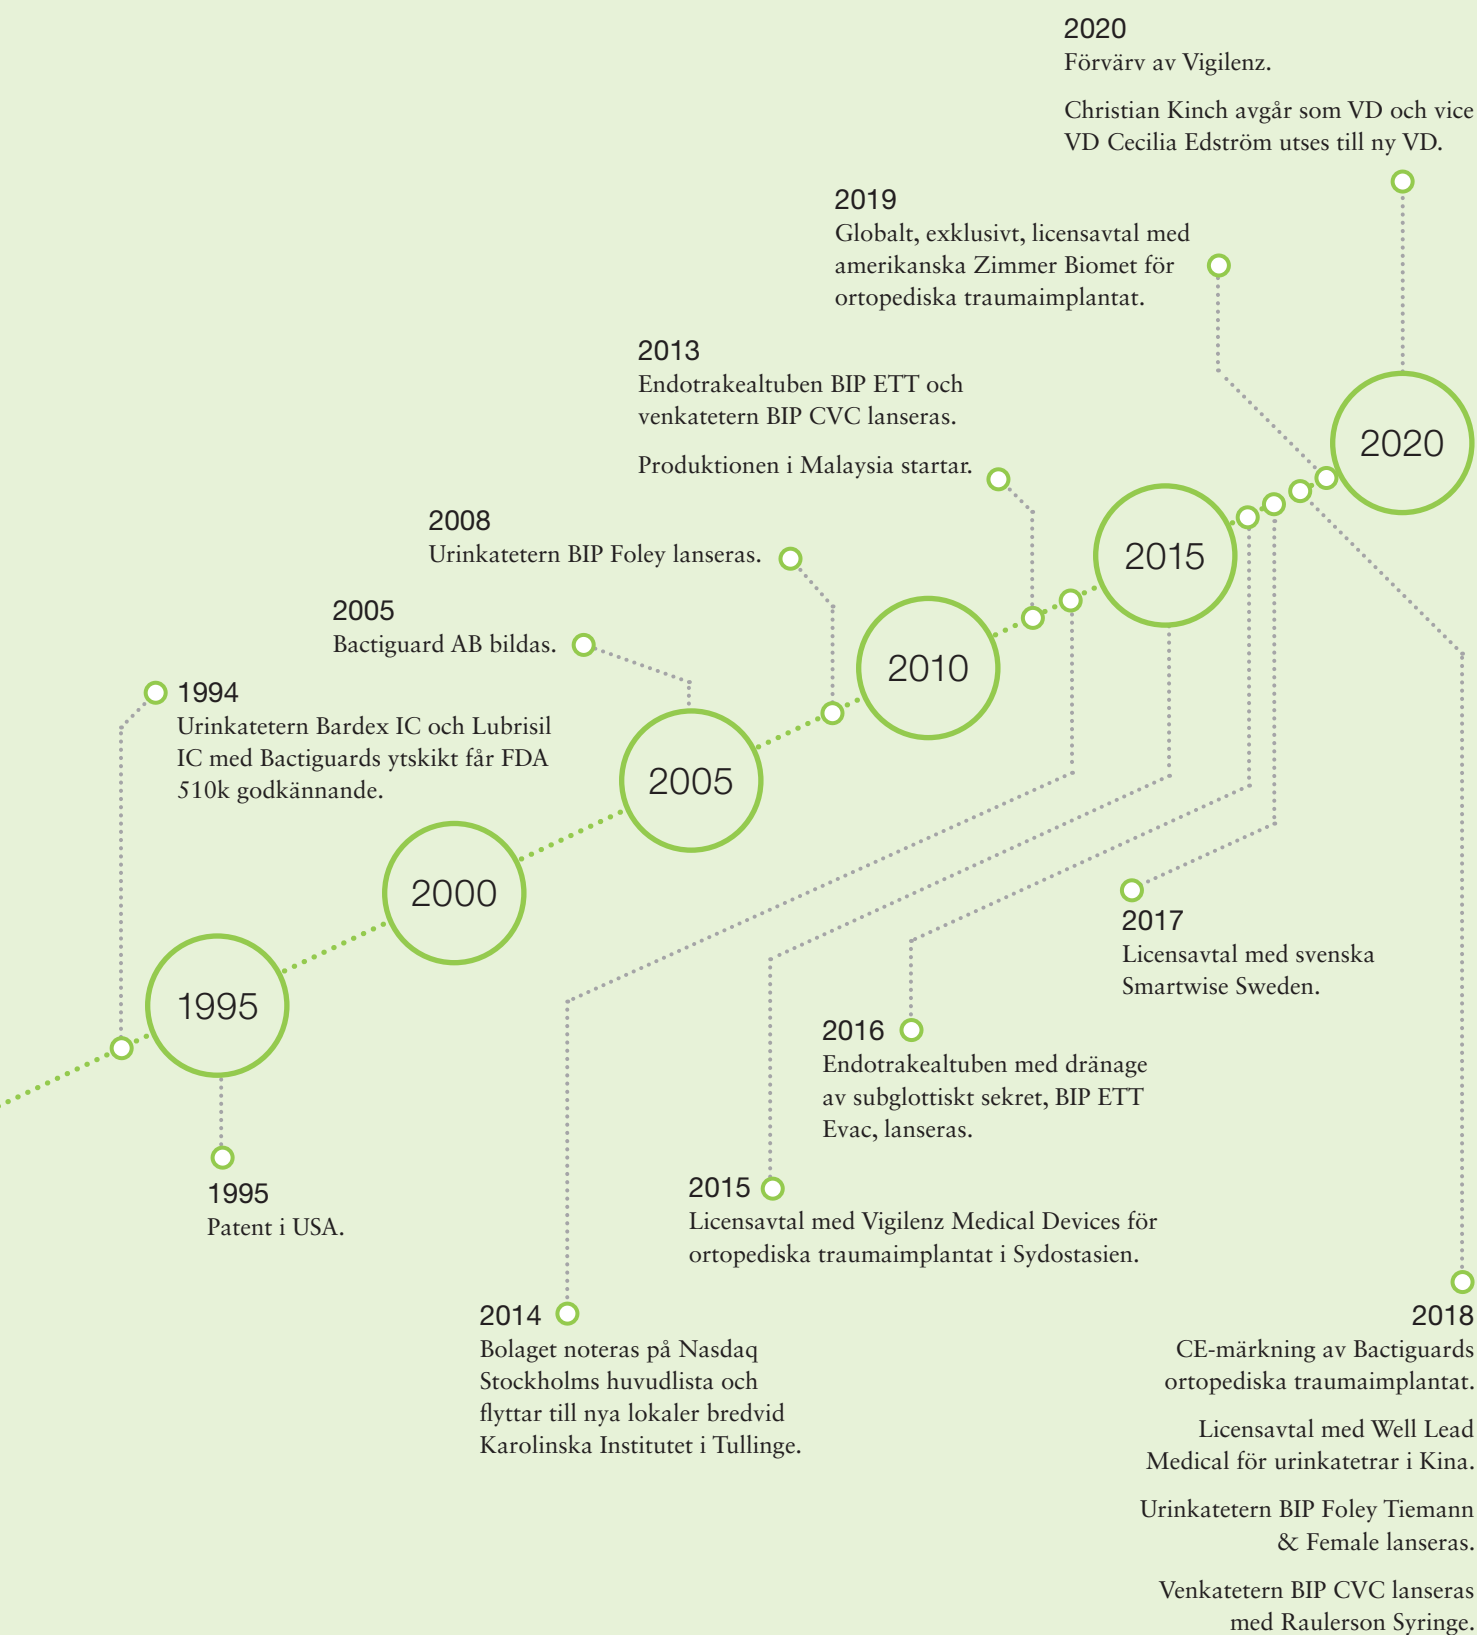 2020
Förvärv av Vigilenz.
Christian Kinch avgår som VD och vice
VD Cecilia Edström utses till ny VD.
2019
Globalt, exklusivt, licensavtal med
amerikanska Zimmer Biomet för
ortopediska traumaimplantat.
2013
Endotrakealtuben BIP ETT och
venkatetern BIP CVC lanseras.
Produktionen i Malaysia startar.
2008
Urinkatetern BIP Foley lanseras.
2005
Bactiguard AB bildas.
1994
Urinkatetern Bardex IC och Lubrisil
IC med Bactiguards ytskikt får FDA
510k godkännande.
2020
2015
2010
2005
2000
1995
1995
Patent i USA.
2017
Licensavtal med svenska
Smartwise Sweden.
2016
Endotrakealtuben med dränage
av subglottiskt sekret, BIP ETT
Evac, lanseras.
2015
Licensavtal med Vigilenz Medical Devices för
ortopediska traumaimplantat i Sydostasien.
2014
Bolaget noteras på Nasdaq
Stockholms huvudlista och
flyttar till nya lokaler bredvid
Karolinska Institutet i Tullinge.
2018
CE-märkning av Bactiguards
ortopediska traumaimplantat.
Licensavtal med Well Lead
Medical för urinkatetrar i Kina.
Urinkatetern BIP Foley Tiemann
& Female lanseras.
Venkatetern BIP CVC lanseras
med Raulerson Syringe.